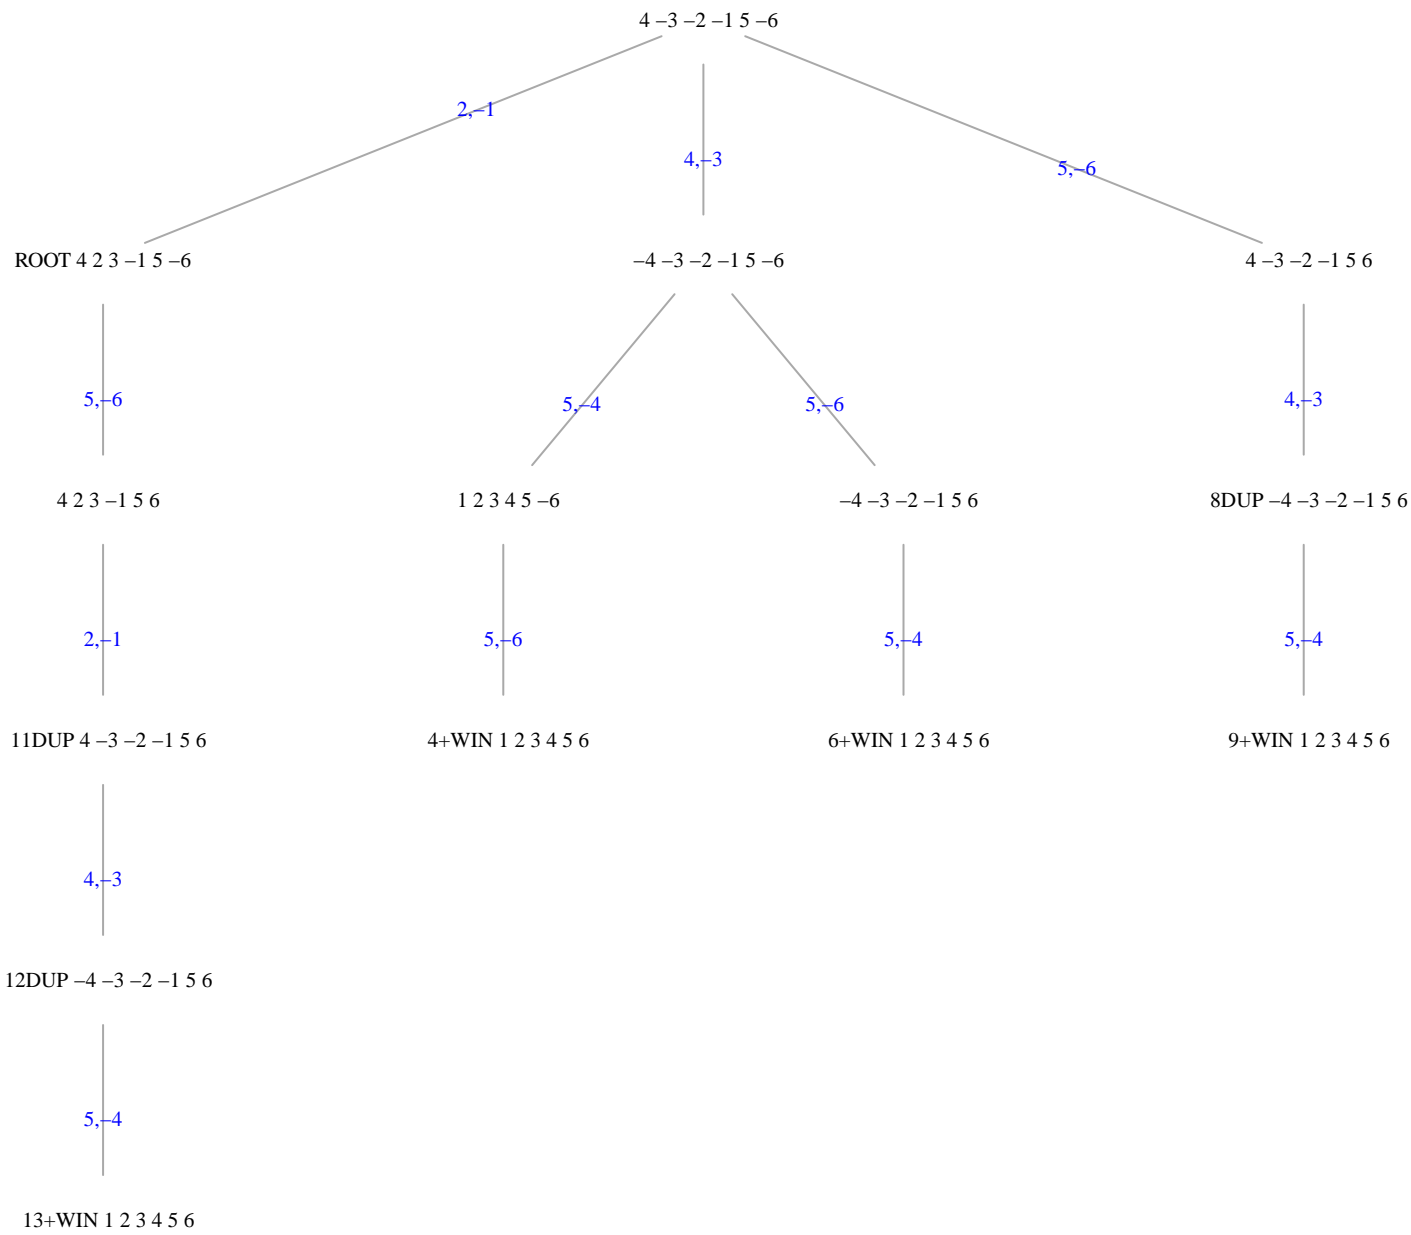 4 –3 –2 –1 5 –6
2,–1
4,–3
5,–6
ROOT 4 2 3 –1 5 –6
–4 –3 –2 –1 5 –6
4 –3 –2 –1 5 6
5,–6
5,–4
5,–6
4,–3
4 2 3 –1 5 6
1 2 3 4 5 –6
–4 –3 –2 –1 5 6
8DUP –4 –3 –2 –1 5 6
2,–1
5,–6
5,–4
5,–4
11DUP 4 –3 –2 –1 5 6
4+WIN 1 2 3 4 5 6
6+WIN 1 2 3 4 5 6
9+WIN 1 2 3 4 5 6
4,–3
12DUP –4 –3 –2 –1 5 6
5,–4
13+WIN 1 2 3 4 5 6